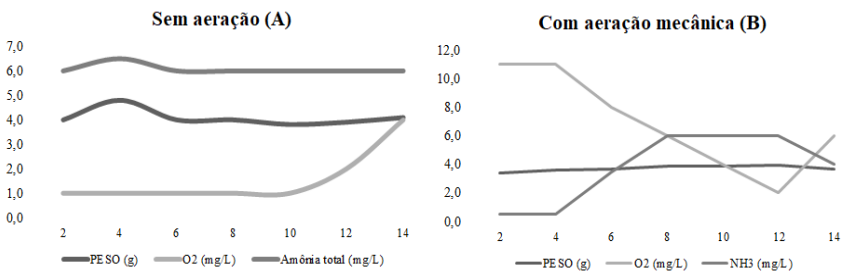 Sem aeração (A)
7,0
6,0
5,0
4,0
3,0
2,0
1,0
0,0
2 4 6 8 10 12 14
PESO (g) O2 (mg/L) Amônia total (mg/L)
Com aeração mecânica (B)
12,0
10,0
8,0
6,0
4,0
2,0
0,0
2 4 6 8 10 12 14
PESO (g) O2 (mg/L) NH3 (mg/L)